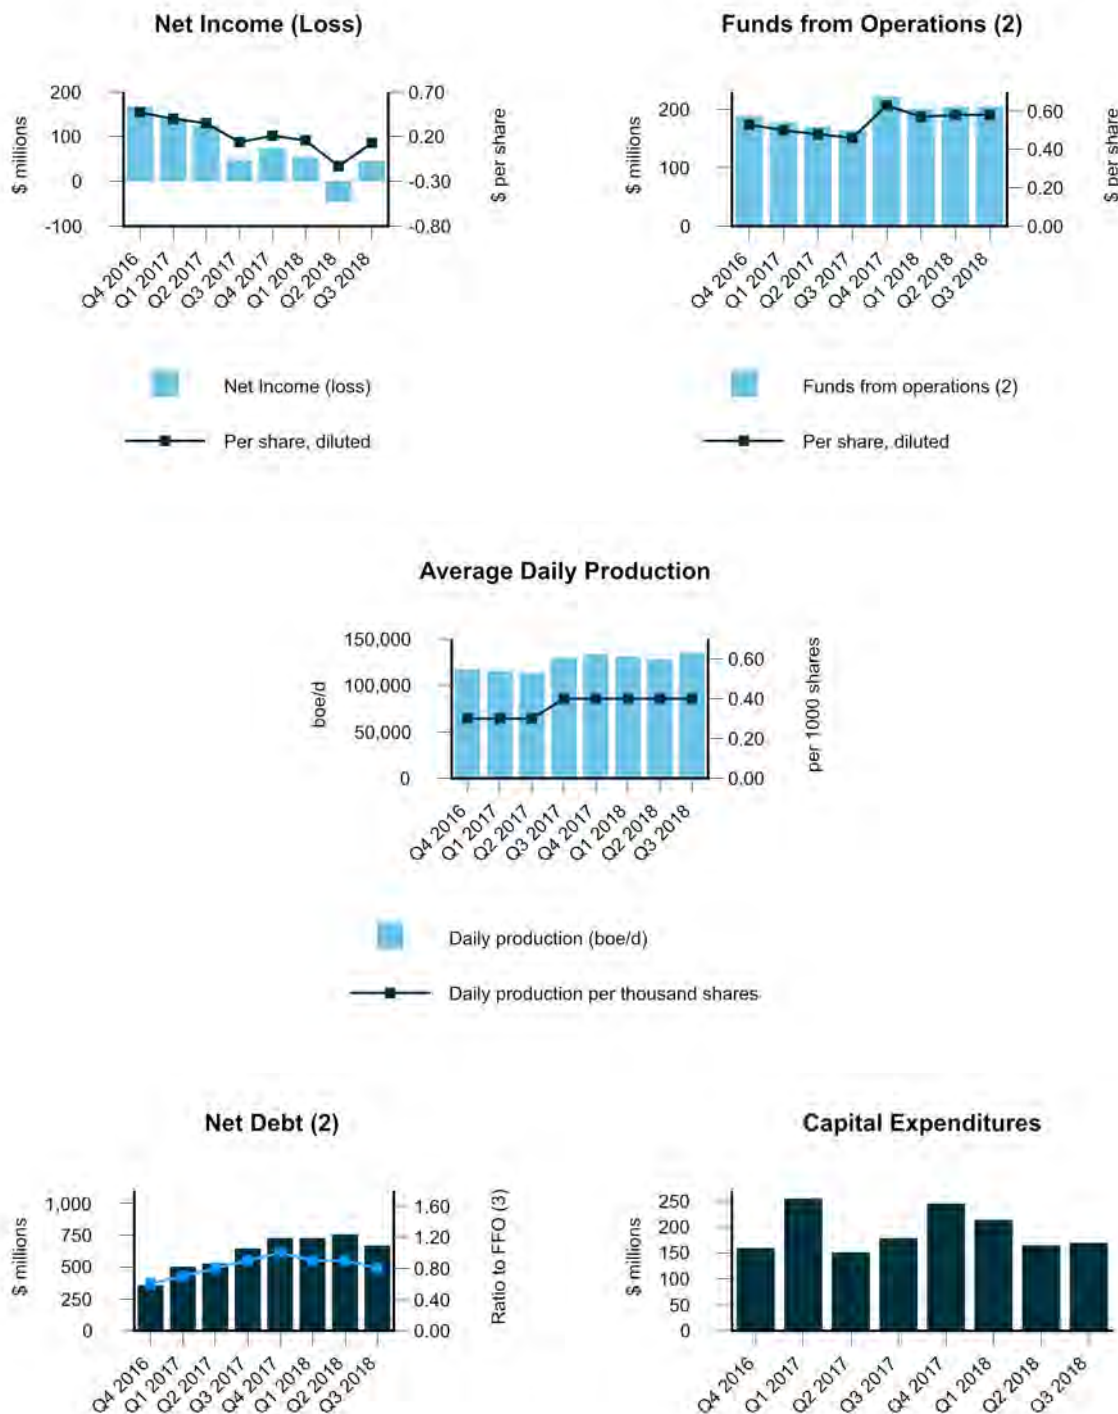 Net Income (Loss)
$ millions
200
100
0
-100
0.70
0.20
-0.30
-0.80
$ per share
Q4 2016
Q1 2017
Q2 2017
Q3 2017
Q4 2017
Q1 2018
Q2 2018
Q3 2018
Net Income (loss)
Per share, diluted
Funds from Operations (2)
$ millions
200
100
0
0.60
0.40
0.20
0.00
$ per share
Q4 2016
Q1 2017
Q2 2017
Q3 2017
Q4 2017
Q1 2018
Q2 2018
Q3 2018
Funds from operations (2)
Per share, diluted
Average Daily Production
boe/d
150,000
100,000
50,000
0
0.60
0.40
0.20
0.00
per 1000 shares
Q4 2016
Q1 2017
Q2 2017
Q3 2017
Q4 2017
Q1 2018
Q2 2018
Q3 2018
Daily production (boe/d)
Daily production per thousand shares
Net Debt (2)
$ millions
1,000
750
500
250
0
1.60
1.20
0.80
0.40
0.00
Ratio to FFO (3)
Q4 2016
Q1 2017
Q2 2017
Q3 2017
Q4 2017
Q1 2018
Q2 2018
Q3 2018
Capital Expenditures
$ millions
250
200
150
100
50
0
Q4 2016
Q1 2017
Q2 2017
Q3 2017
Q4 2017
Q1 2018
Q2 2018
Q3 2018